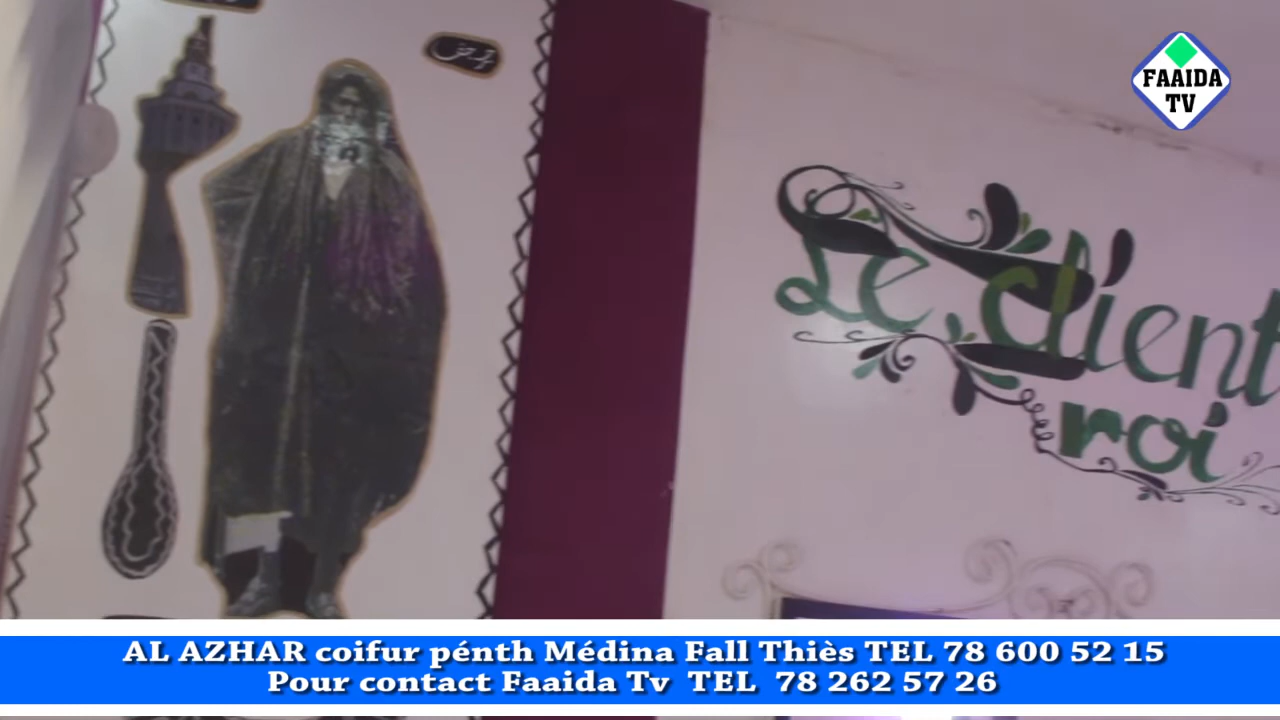 FAAIDA
TV
Le client
roi
AL AZHAR coifur pénth Médina Fall Thiès TEL 78 600 52 15
Pour contact Faaida Tv TEL 78 262 57 26